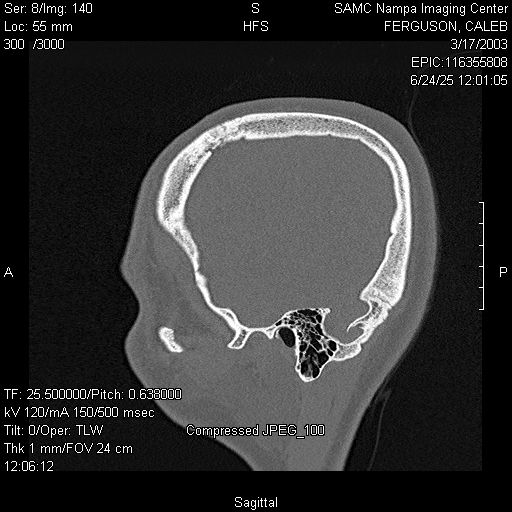 Ser: 8/Img: 140
Loc: 55 mm
300 /3000
S
HFS
SAMC Nampa Imaging Center
FERGUSON, CALEB
3/17/2003
EPIC:116355808
6/24/25 12:01:05
A
P
TF: 25.500000/Pitch: 0.638000
kV 120/mA 150/500 msec
Tilt: 0/Oper: TLW
Thk 1 mm/FOV 24 cm
12:06:12
Compressed JPEG_100
Sagittal